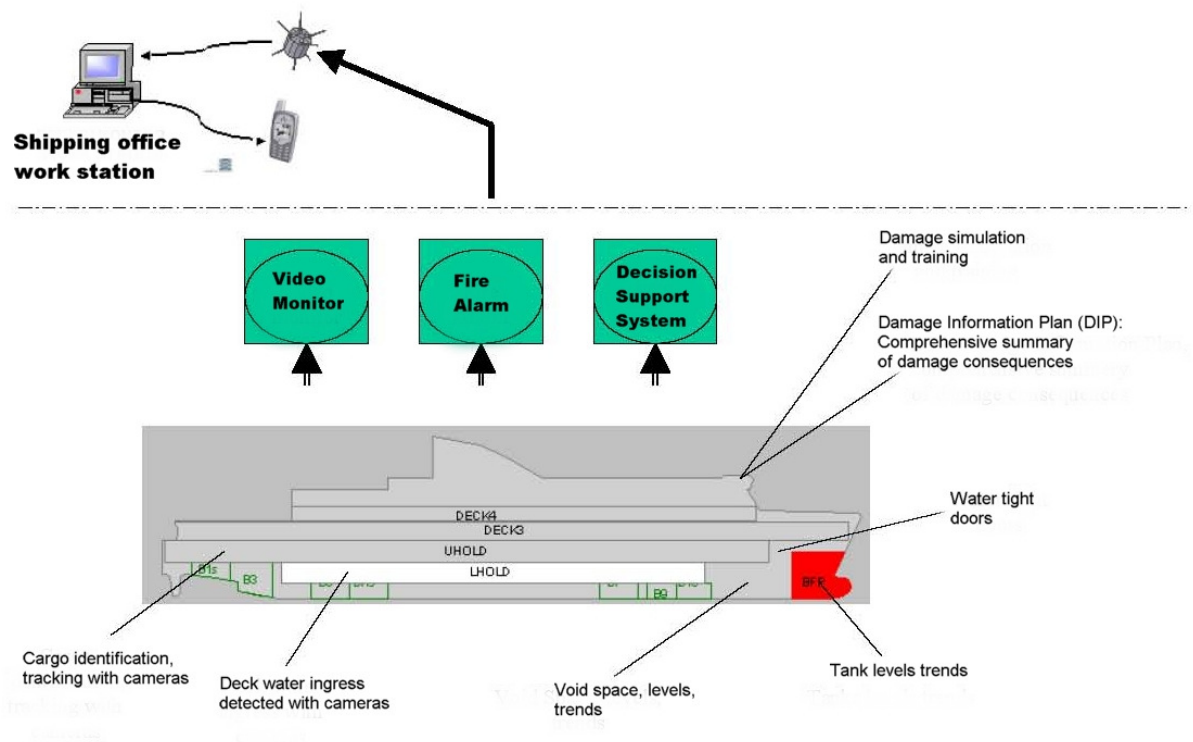 Shipping office
work station
Video
Monitor
Fire
Alarm
Decision
Support
System
Damage simulation
and training
Damage Information Plan (DIP):
Comprehensive summary
of damage consequences
Water tight
doors
DECK4
DECK3
UHOLD
LHOLD
B1s
B3
BFP
Cargo identification,
tracking with cameras
Deck water ingress
detected with cameras
Void space, levels,
trends
Tank levels trends